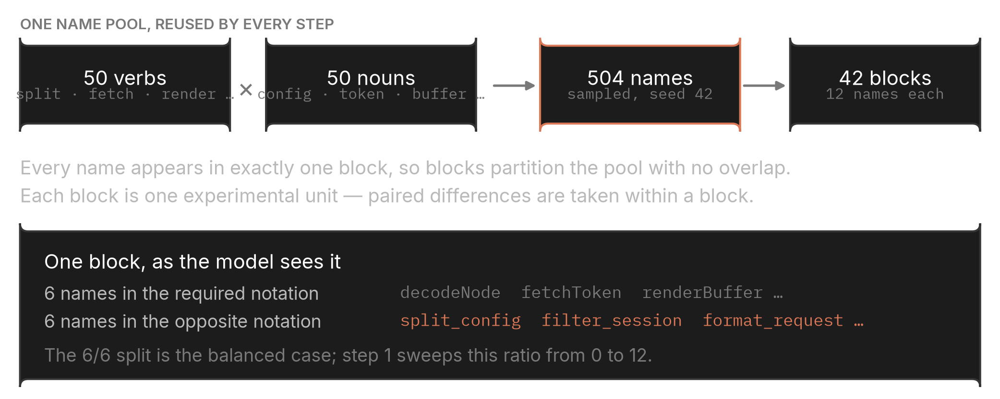 ONE NAME POOL, REUSED BY EVERY STEP
50 verbs
split · fetch · render …
×
50 nouns
config · token · buffer …
504 names
sampled, seed 42
42 blocks
12 names each
Every name appears in exactly one block, so blocks partition the pool with no overlap.
Each block is one experimental unit — paired differences are taken within a block.
One block, as the model sees it
6 names in the required notation decodeNode fetchToken renderBuffer …
6 names in the opposite notation split_config filter_session format_request …
The 6/6 split is the balanced case; step 1 sweeps this ratio from 0 to 12.